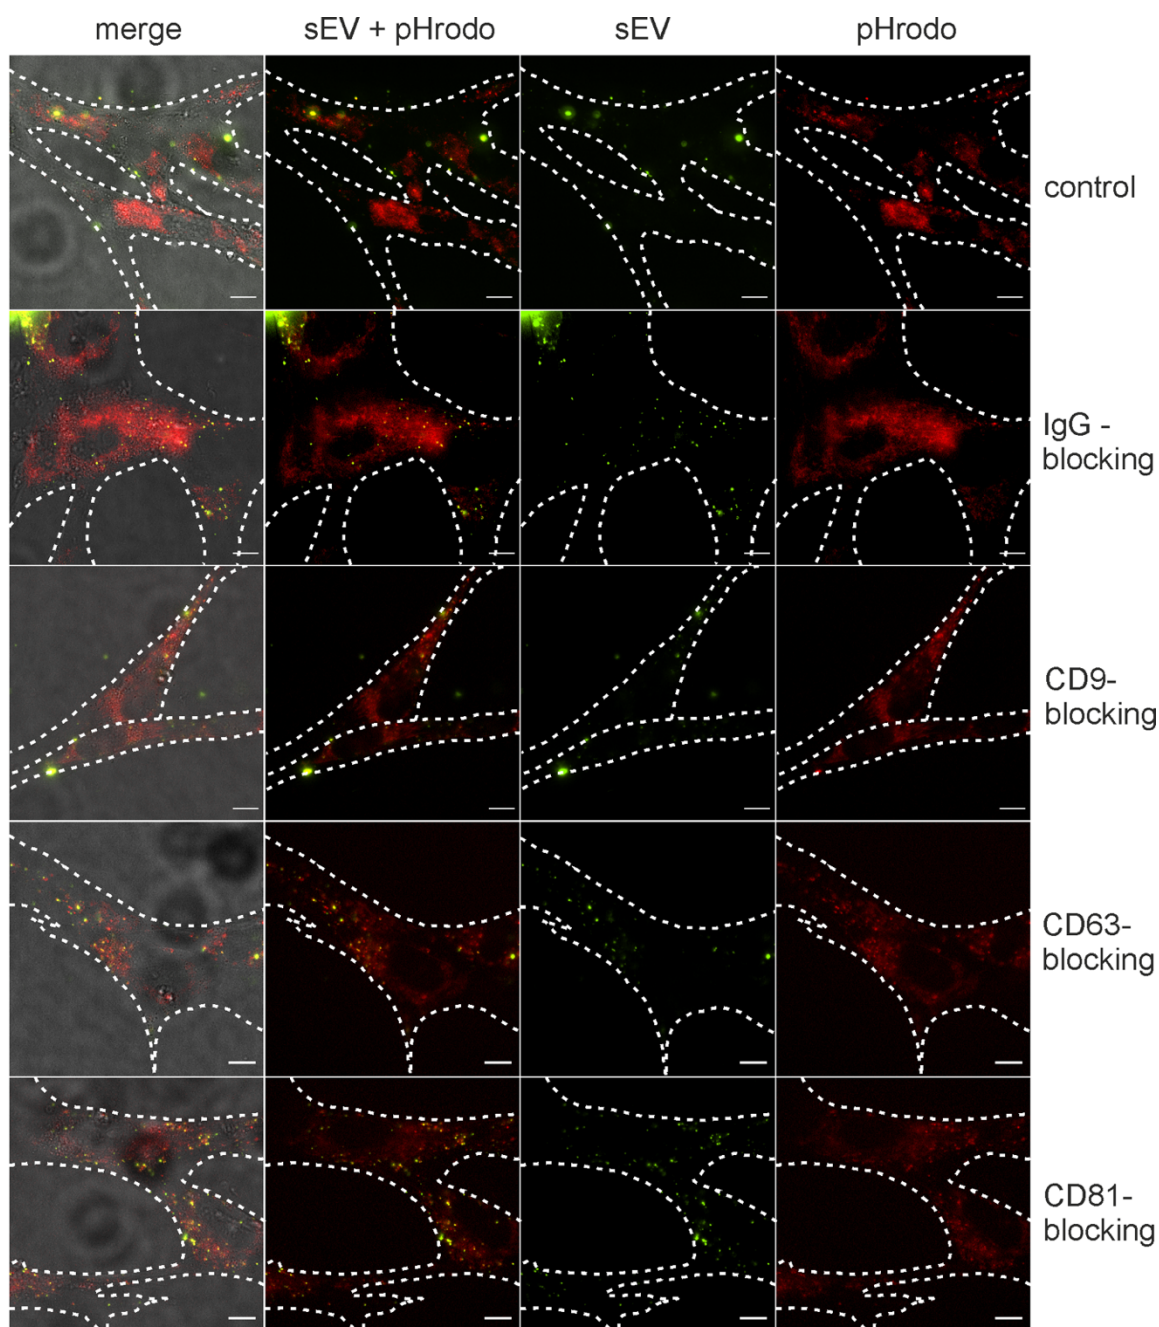 merge
sEV + pHrodo
sEV
pHrodo
control
IgG -
blocking
CD9-
blocking
CD63-
blocking
CD81-
blocking